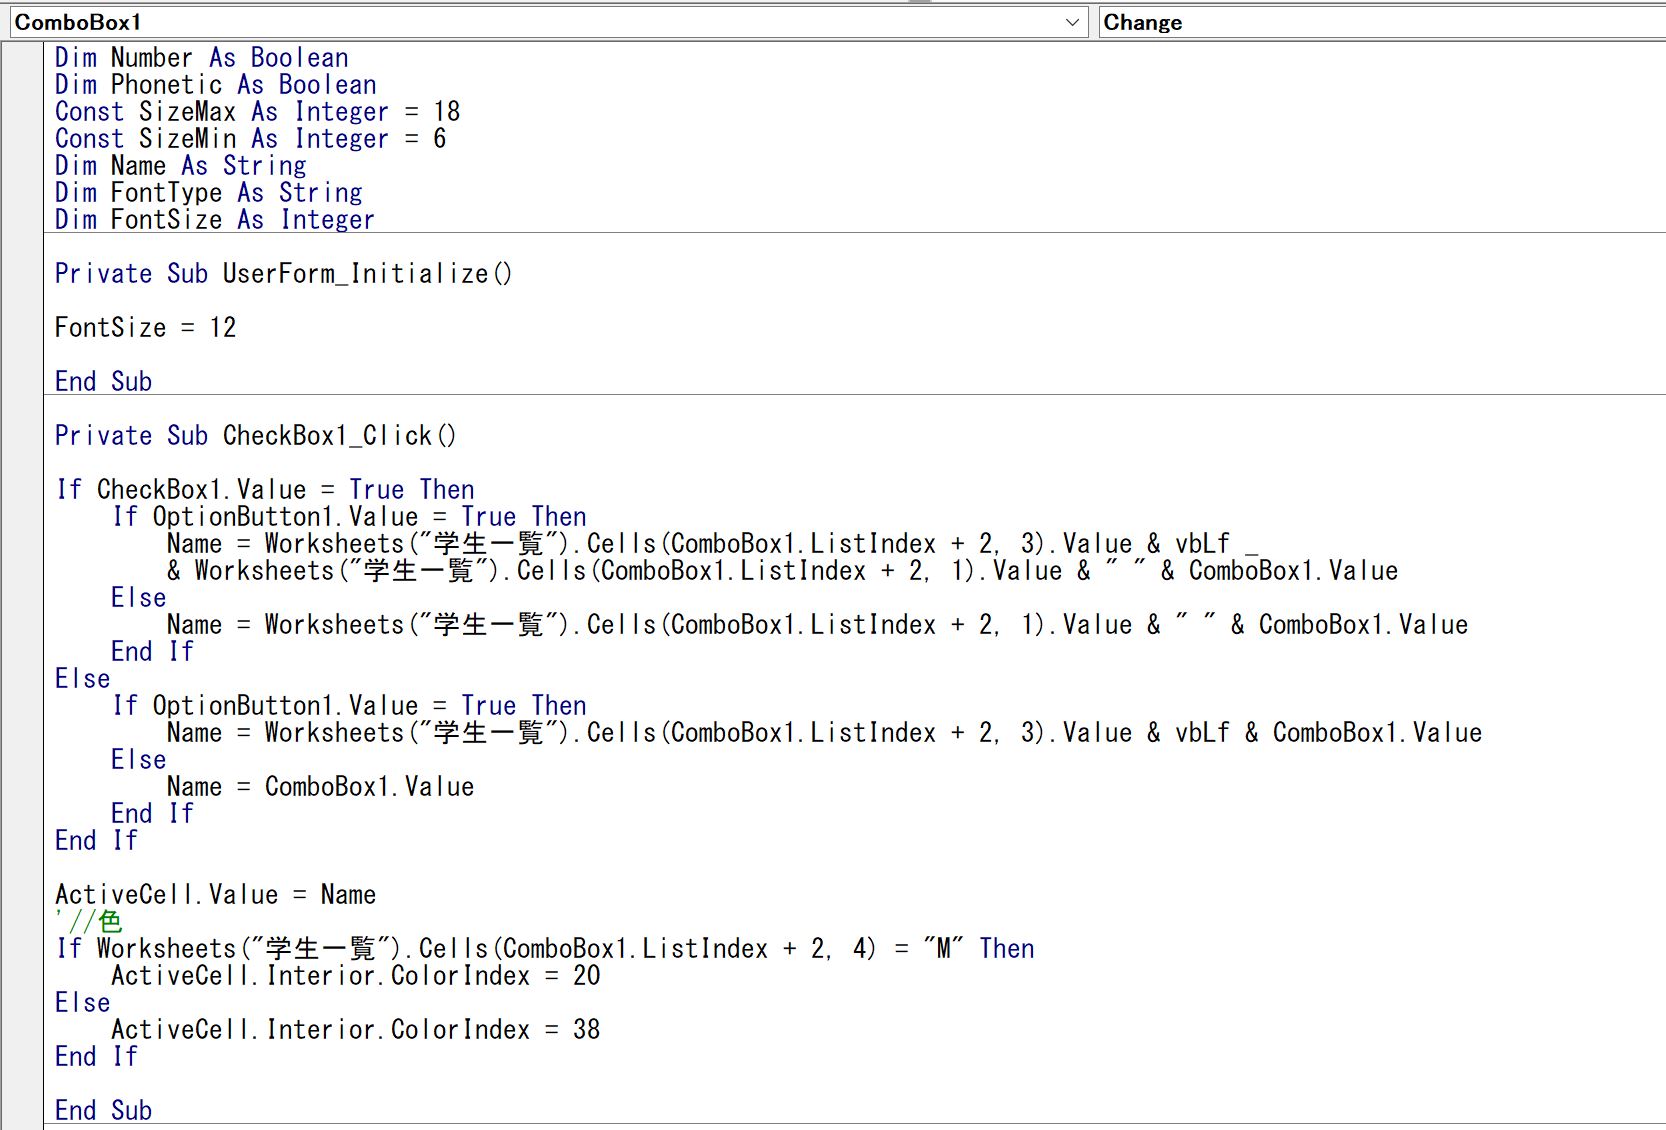 ComboBox1
Change
Dim Number As Boolean
Dim Phonetic As Boolean
Const SizeMax As Integer = 18
Const SizeMin As Integer = 6
Dim Name As String
Dim FontType As String
Dim FontSize As Integer
Private Sub UserForm_Initialize()
FontSize = 12
End Sub
Private Sub CheckBox1_Click()
If CheckBox1.Value = True Then
    If OptionButton1.Value = True Then
        Name = Worksheets("学生一覧").Cells(ComboBox1.ListIndex + 2, 3).Value & vbLf _
        & Worksheets("学生一覧").Cells(ComboBox1.ListIndex + 2, 1).Value & " " & ComboBox1.Value
    Else
        Name = Worksheets("学生一覧").Cells(ComboBox1.ListIndex + 2, 1).Value & " " & ComboBox1.Value
    End If
Else
    If OptionButton1.Value = True Then
        Name = Worksheets("学生一覧").Cells(ComboBox1.ListIndex + 2, 3).Value & vbLf & ComboBox1.Value
    Else
        Name = ComboBox1.Value
    End If
End If
ActiveCell.Value = Name
'//色
If Worksheets("学生一覧").Cells(ComboBox1.ListIndex + 2, 4) = "M" Then
    ActiveCell.Interior.ColorIndex = 20
Else
    ActiveCell.Interior.ColorIndex = 38
End If
End Sub